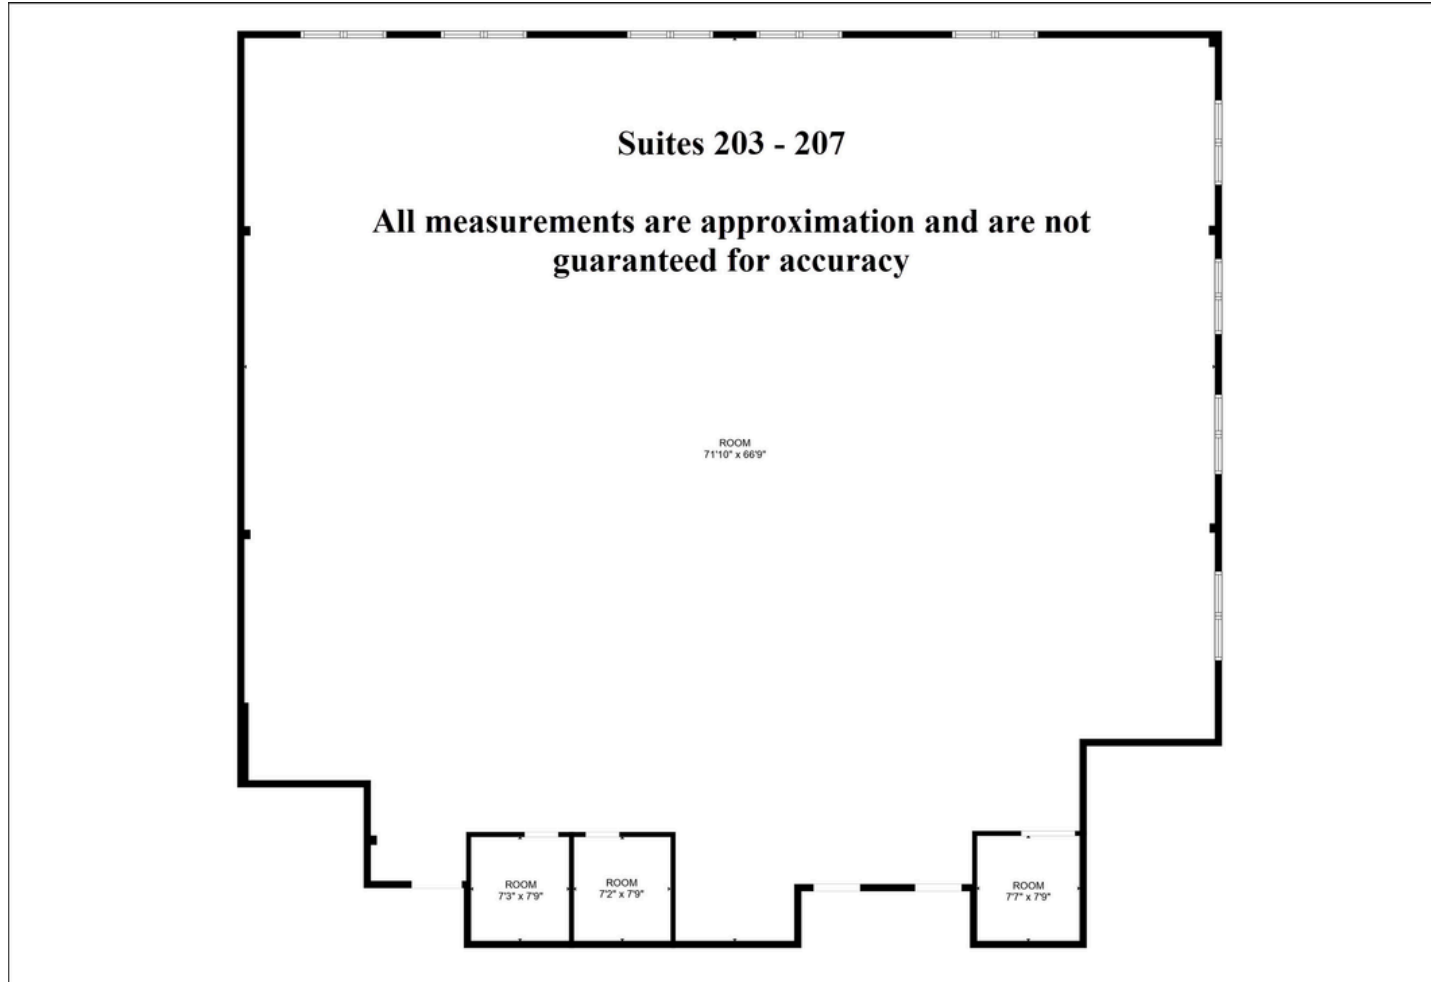 Suites 203 - 207
All measurements are approximation and are not
guaranteed for accuracy
ROOM
71'10" x 66'9"
ROOM
7'3" x 7'9"
ROOM
7'2" x 7'9"
ROOM
7'7" x 7'9"